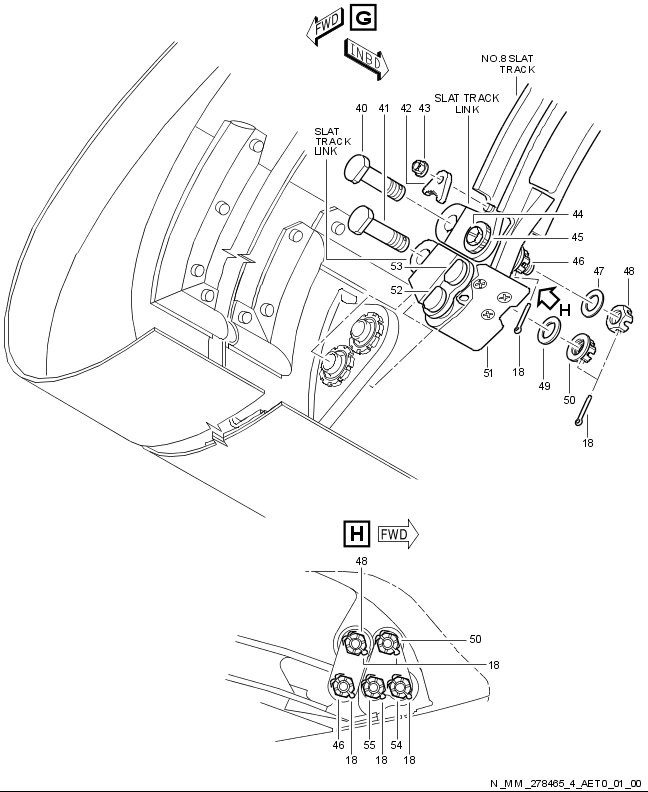 FWD G
INBD
NO.8 SLAT
TRACK
SLAT TRACK
LINK
40 41 42 43
SLAT
TRACK
LINK
44
45
46
53
47 48
52
H
51 18 49 50
18
H FWD
48
50
18
46 55 54
18 18 18
N_MM_278465_4_AET0_01_00